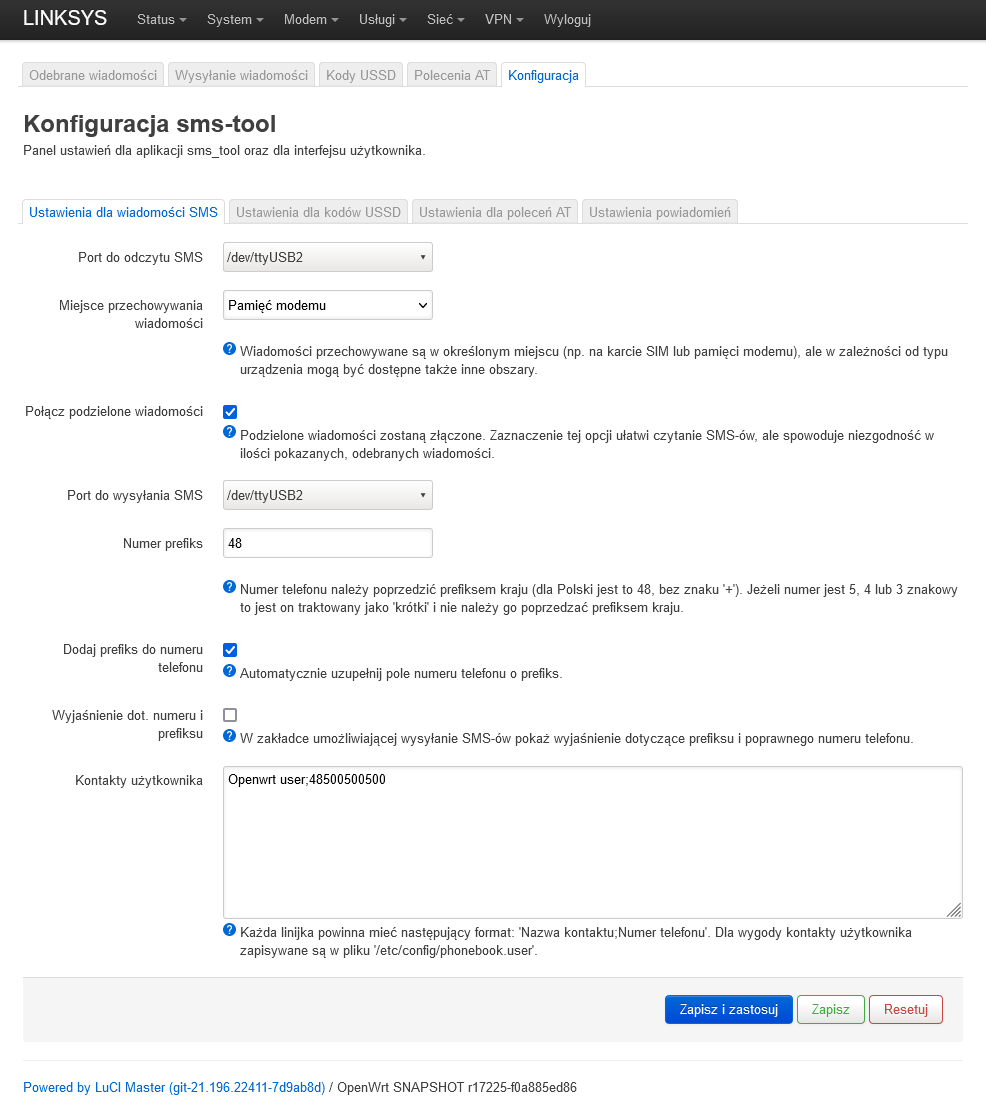 LINKSYS Status System Modem Usługi Sieć VPN Wyloguj
Odebrane wiadomości Wysyłanie wiadomości Kody USSD Polecenia AT Konfiguracja
Konfiguracja sms-tool
Panel ustawień dla aplikacji sms_tool oraz dla interfejsu użytkownika.
Ustawienia dla wiadomości SMS Ustawienia dla kodów USSD Ustawienia dla poleceń AT Ustawienia powiadomień
Port do odczytu SMS /dev/ttyUSB2
Miejsce przechowywania
wiadomości
Pamięć modemu
Wiadomości przechowywane są w określonym miejscu (np. na karcie SIM lub pamięci modemu), ale w zależności od typu
urządzenia mogą być dostępne także inne obszary.
Połącz podzielone wiadomości
Podzielone wiadomości zostaną złączone. Zaznaczenie tej opcji ułatwi czytanie SMS-ów, ale spowoduje niezgodność w
ilości pokazanych, odebranych wiadomości.
Port do wysyłania SMS /dev/ttyUSB2
Numer prefiks 48
Numer telefonu należy poprzedzić prefiksem kraju (dla Polski jest to 48, bez znaku '+'). Jeżeli numer jest 5, 4 lub 3 znakowy
to jest on traktowany jako 'krótki' i nie należy go poprzedzać prefiksem kraju.
Dodaj prefiks do numeru
telefonu
Automatycznie uzupełnij pole numeru telefonu o prefiks.
Wyjaśnienie dot. numeru i
prefiksu
W zakładce umożliwiającej wysyłanie SMS-ów pokaż wyjaśnienie dotyczące prefiksu i poprawnego numeru telefonu.
Kontakty użytkownika
Openwrt user;48500500500
Każda linijka powinna mieć następujący format: 'Nazwa kontaktu;Numer telefonu'. Dla wygody kontakty użytkownika
zapisywane są w pliku '/etc/config/phonebook.user'.
Zapisz i zastosuj Zapisz Resetuj
Powered by LuCI Master (git-21.196.22411-7d9ab8d) / OpenWrt SNAPSHOT r17225-f0a885ed86